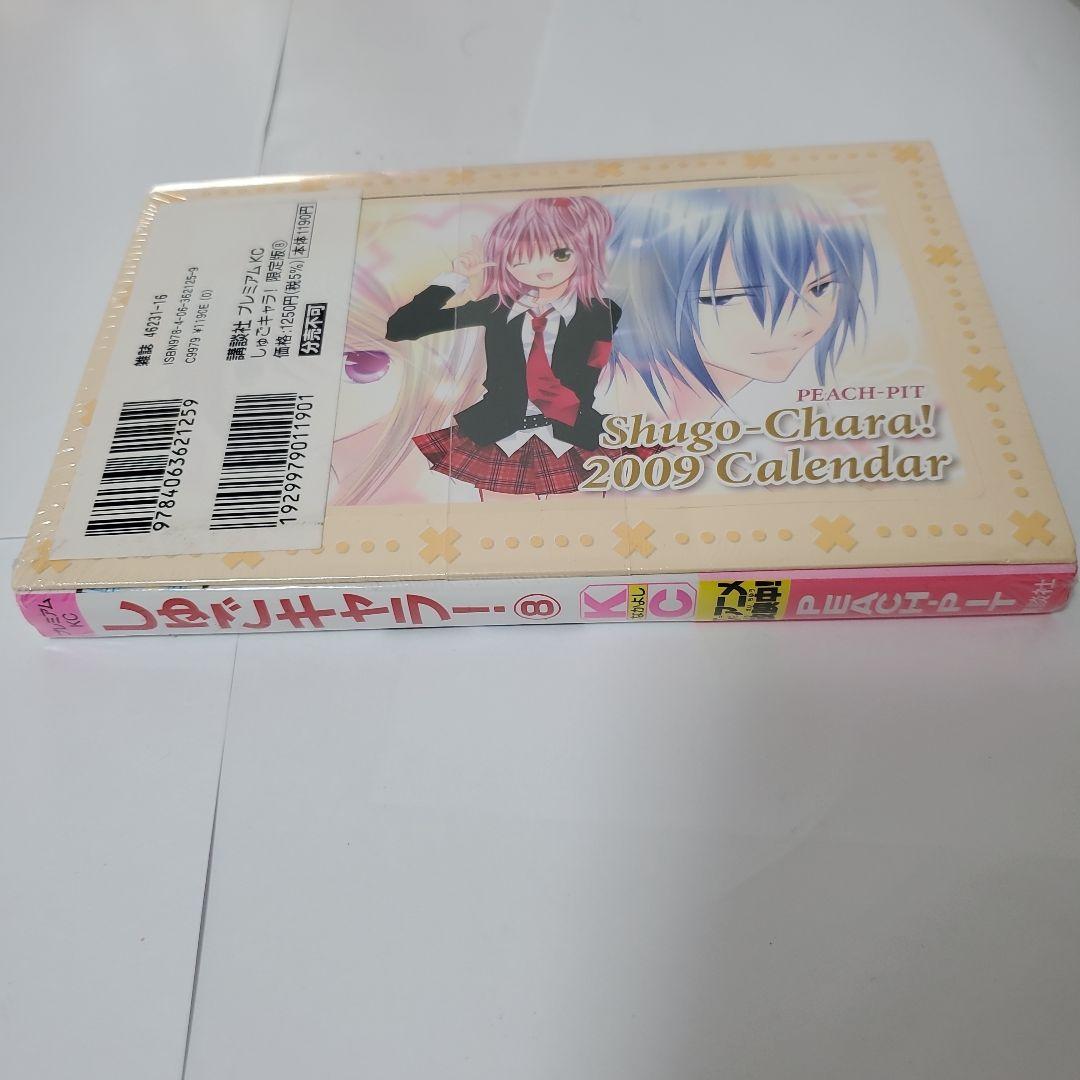 雑誌 46231-16
ISBN978-4-06-362125-9
C9979 ¥1190E (0)
講談社 プレミアムKC
しゅごキャラ! 限定版⑧
価格:1250円(税5%) 本体1190円
分売不可
9784063621259
1929979011901
PEACH-PIT
Shugo-Chara!
2009 Calendar
プレミアム
KC
しゅごキャラ! ⑧
K なかよし C
アニメ
PEACH-PIT